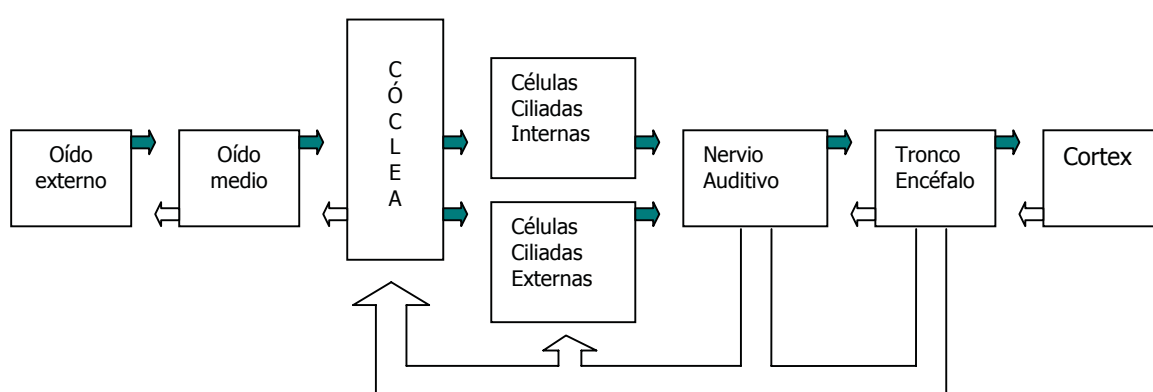 Oído
externo
Oído
medio
C
Ó
C
L
E
A
Células
Ciliadas
Internas
Células
Ciliadas
Externas
Nervio
Auditivo
Tronco
Encéfalo
Cortex